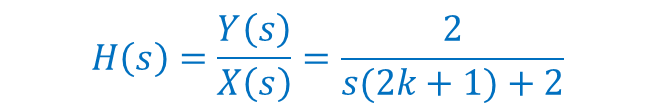 H(s) = Y(s)/X(s) = 2/(s(2k + 1) + 2)